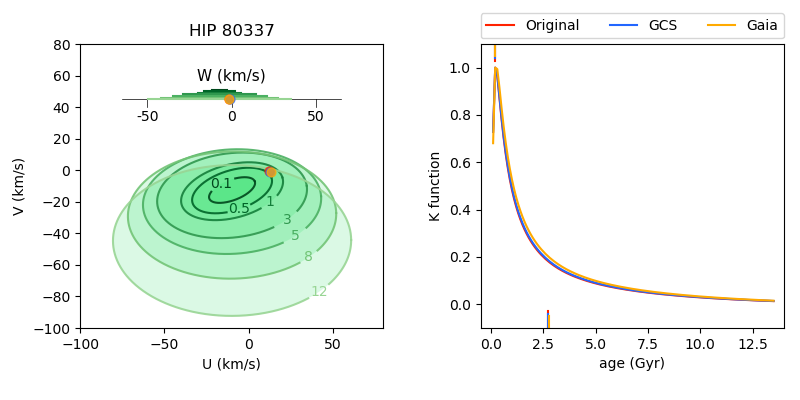 HIP 80337
Original GCS Gaia
80
60
40
20
0
−20
−40
−60
−80
−100
V (km/s)
W (km/s)
-50 0 50
0.1
0.5
1
3
5
8
12
−100 −50 0 50
U (km/s)
1.0
0.8
0.6
0.4
0.2
0.0
K function
0.0 2.5 5.0 7.5 10.0 12.5
age (Gyr)